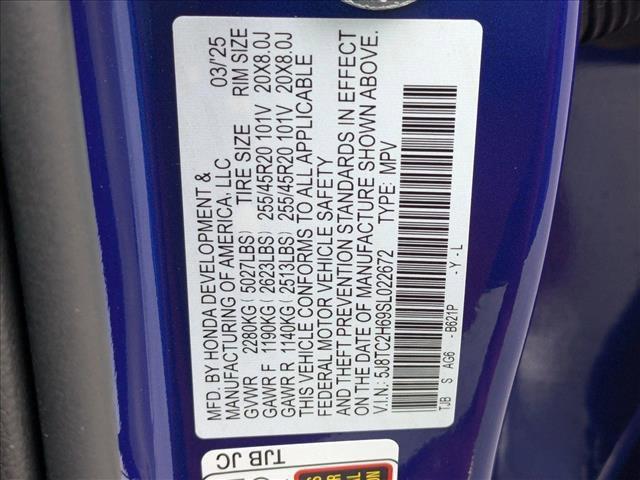 MFD. BY HONDA DEVELOPMENT & 03/'25
MANUFACTURING OF AMERICA, LLC
GVWR 2280KG ( 5027LBS) TIRE SIZE RIM SIZE
GAWR F 1190KG ( 2623LBS) 255/45R20 101V 20X8.0J
GAWR R 1140KG ( 2513LBS) 255/45R20 101V 20X8.0J
THIS VEHICLE CONFORMS TO ALL APPLICABLE
FEDERAL MOTOR VEHICLE SAFETY
AND THEFT PREVENTION STANDARDS IN EFFECT
ON THE DATE OF MANUFACTURE SHOWN ABOVE.
V.I.N.: 5J8TC2H69SL022672 TYPE: MPV
TJB S AG6 - B621P - Y - L
TJB JC